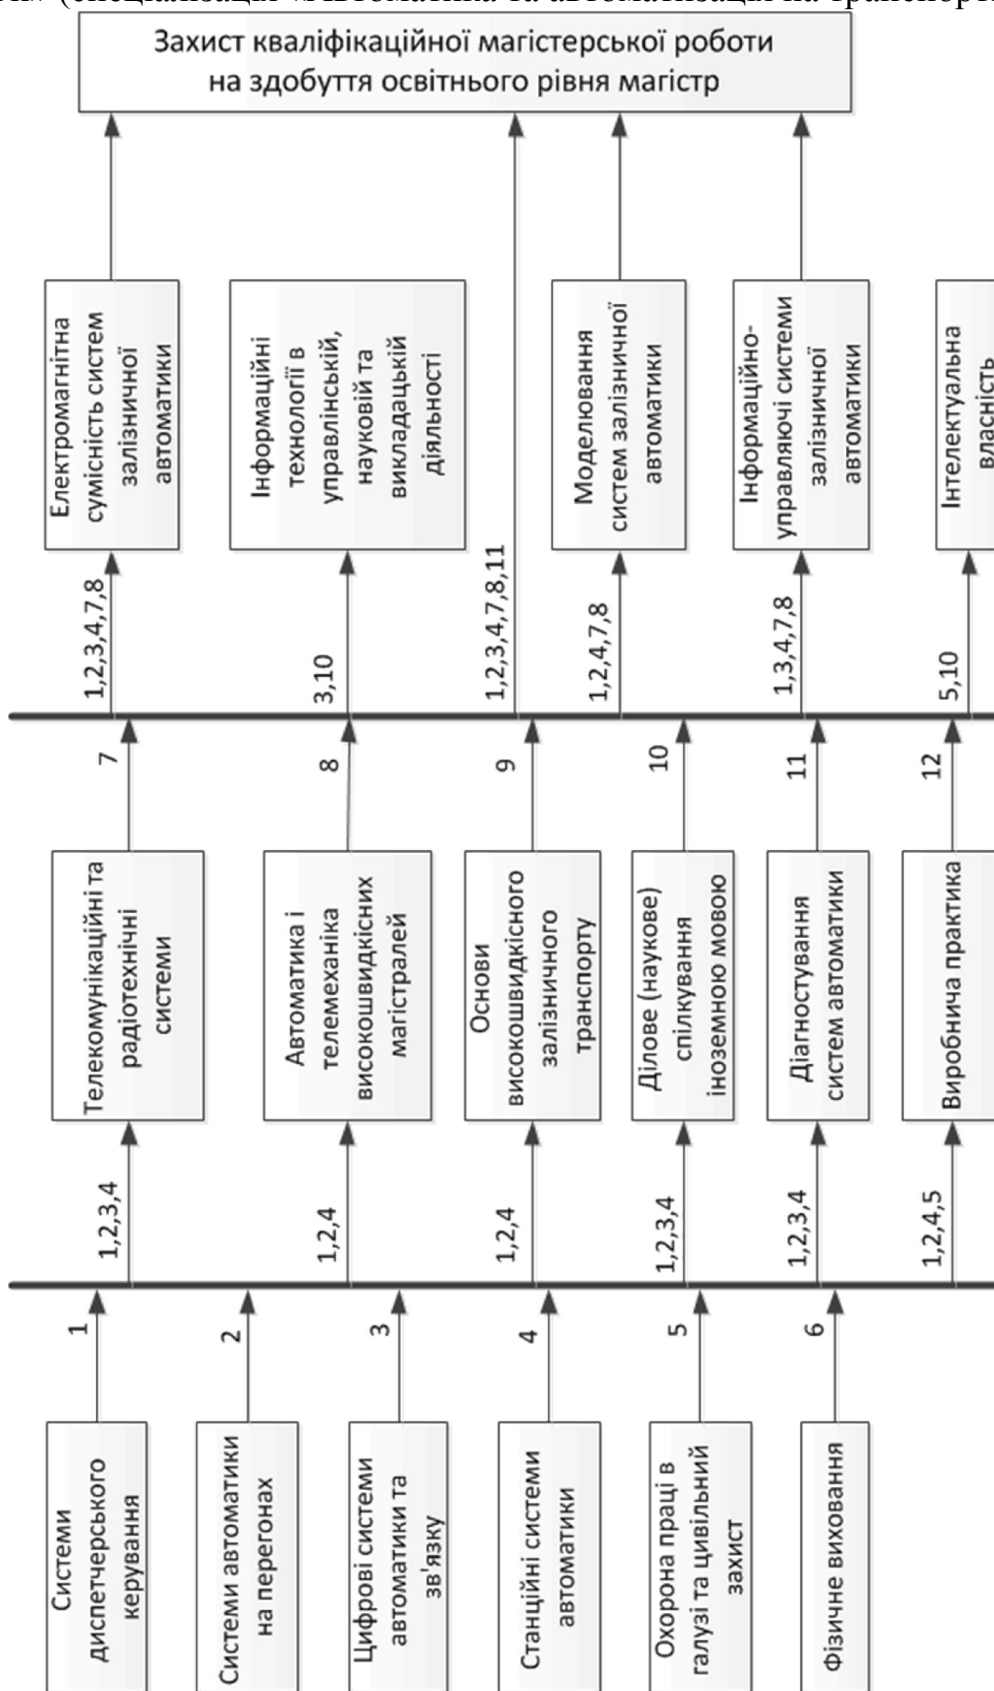 (спеціалізація «Автоматика та автоматизація на транспорт
Захист кваліфікаційної магістерської роботи
на здобуття освітнього рівня магістр
Електромагнітна
сумісність систем
залізничної
автоматики
Інформаційні
технології в
управлінській,
науковій та
викладацькій
діяльності
Моделювання
систем залізничної
автоматики
Інформаційно-
управляючі системи
залізничної
автоматики
Інтелектуальна
власність
1,2,3,4,7,8
3,10
1,2,3,4,7,8,11
1,2,4,7,8
1,3,4,7,8
5,10
7
8
9
10
11
12
Телекомунікаційні та
радіотехнічні
системи
Автоматика і
телемеханіка
високошвидкісних
магістралей
Основи
високошвидкісного
залізничного
транспорту
Ділове (наукове)
спілкування
іноземною мовою
Діагностування
систем автоматики
Виробнича практика
1,2,3,4
1,2,4
1,2,4
1,2,3,4
1,2,3,4
1,2,4,5
1
2
3
4
5
6
Системи
диспетчерського
керування
Системи автоматики
на перегонах
Цифрові системи
автоматики та
зв'язку
Станційні системи
автоматики
Охорона праці в
галузі та цивільний
захист
Фізичне виховання